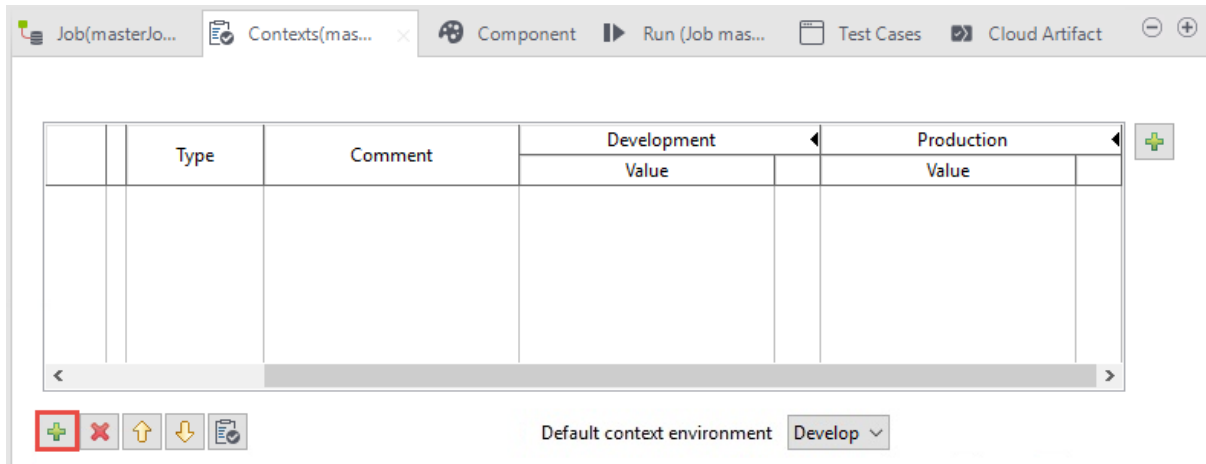 Job(masterJo... Contexts(mas... Component Run (Job mas... Test Cases Cloud Artifact
Type Comment Development Production
Value Value
Default context environment Develop